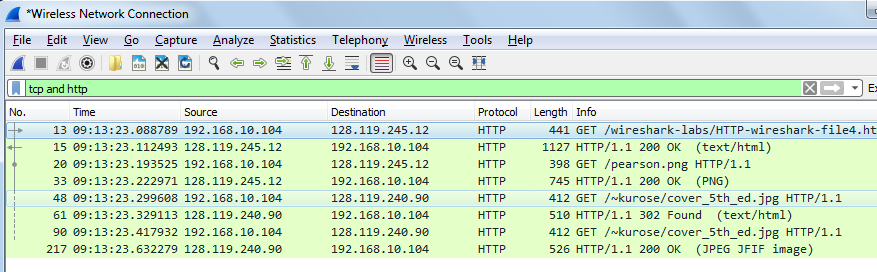 *Wireless Network Connection
File Edit View Go Capture Analyze Statistics Telephony Wireless Tools Help
tcp and http Ex
No. Time Source Destination Protocol Length Info
13 09:13:23.088789 192.168.10.104 128.119.245.12 HTTP 441 GET /wireshark-labs/HTTP-wireshark-file4.ht
15 09:13:23.112493 128.119.245.12 192.168.10.104 HTTP 1127 HTTP/1.1 200 OK (text/html)
20 09:13:23.193525 192.168.10.104 128.119.245.12 HTTP 398 GET /pearson.png HTTP/1.1
33 09:13:23.222971 128.119.245.12 192.168.10.104 HTTP 745 HTTP/1.1 200 OK (PNG)
48 09:13:23.299608 192.168.10.104 128.119.240.90 HTTP 412 GET /~kurose/cover_5th_ed.jpg HTTP/1.1
61 09:13:23.329113 128.119.240.90 192.168.10.104 HTTP 510 HTTP/1.1 302 Found (text/html)
90 09:13:23.417932 192.168.10.104 128.119.240.90 HTTP 412 GET /~kurose/cover_5th_ed.jpg HTTP/1.1
217 09:13:23.632279 128.119.240.90 192.168.10.104 HTTP 526 HTTP/1.1 200 OK (JPEG JFIF image)